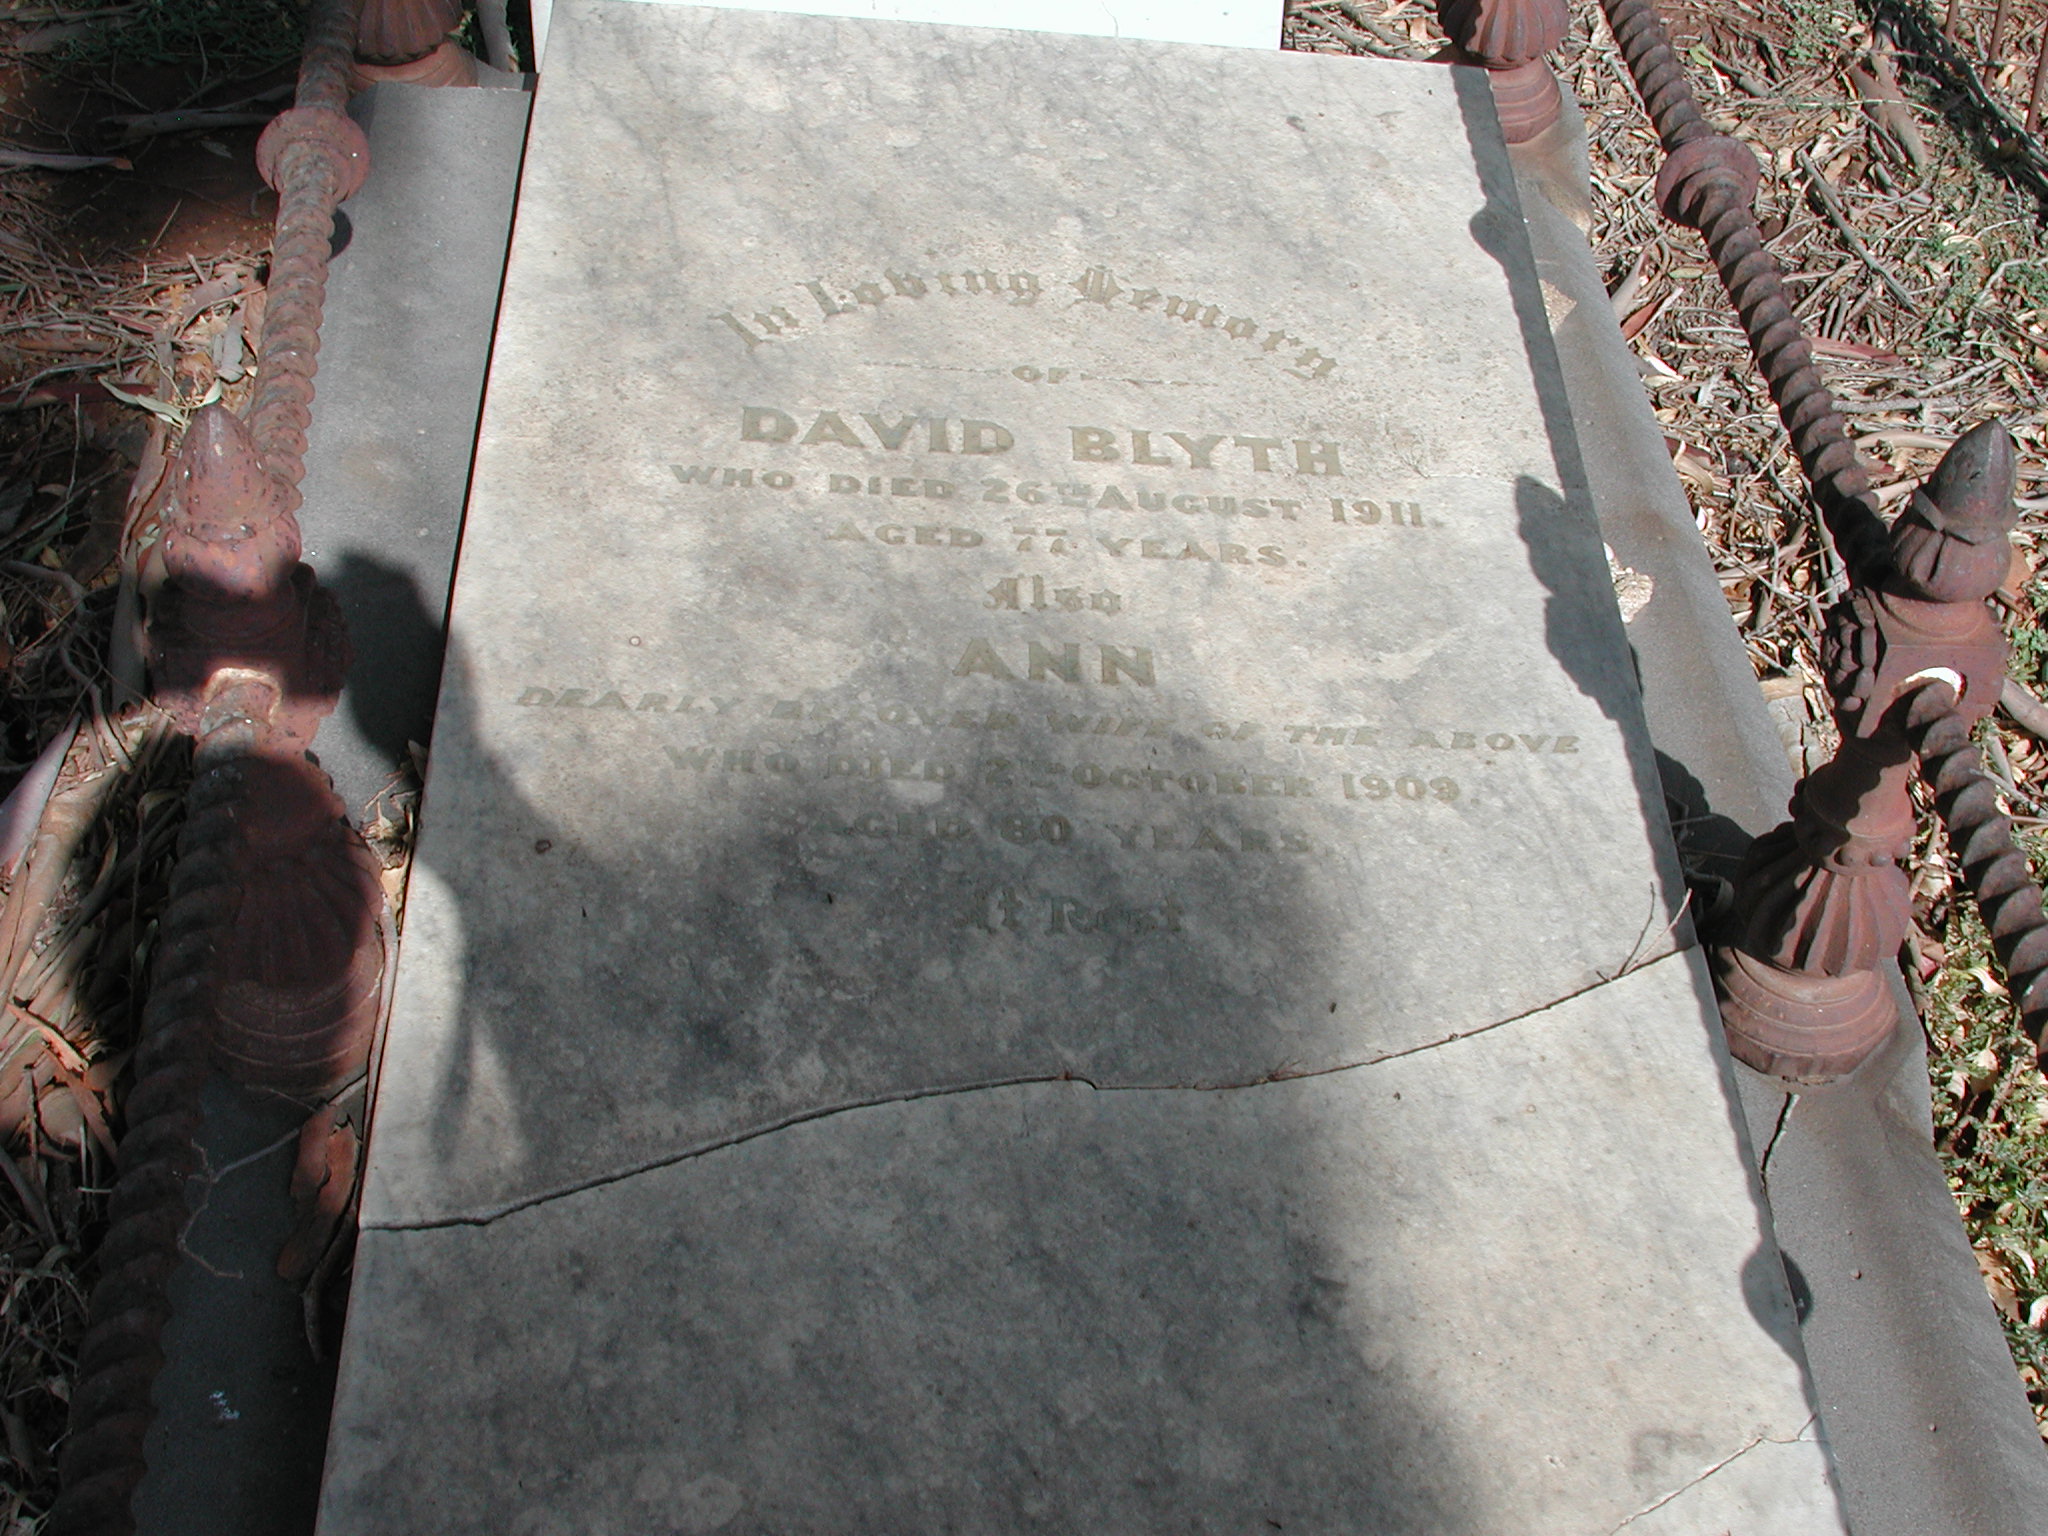 In Loving Memory
OF
DAVID BLYTH
WHO DIED 26TH AUGUST 1911.
AGED 77 YEARS.
Also
ANN
DEARLY BELOVED WIFE OF THE ABOVE
WHO DIED 2ND OCTOBER 1909.
AGED 80 YEARS
At Rest